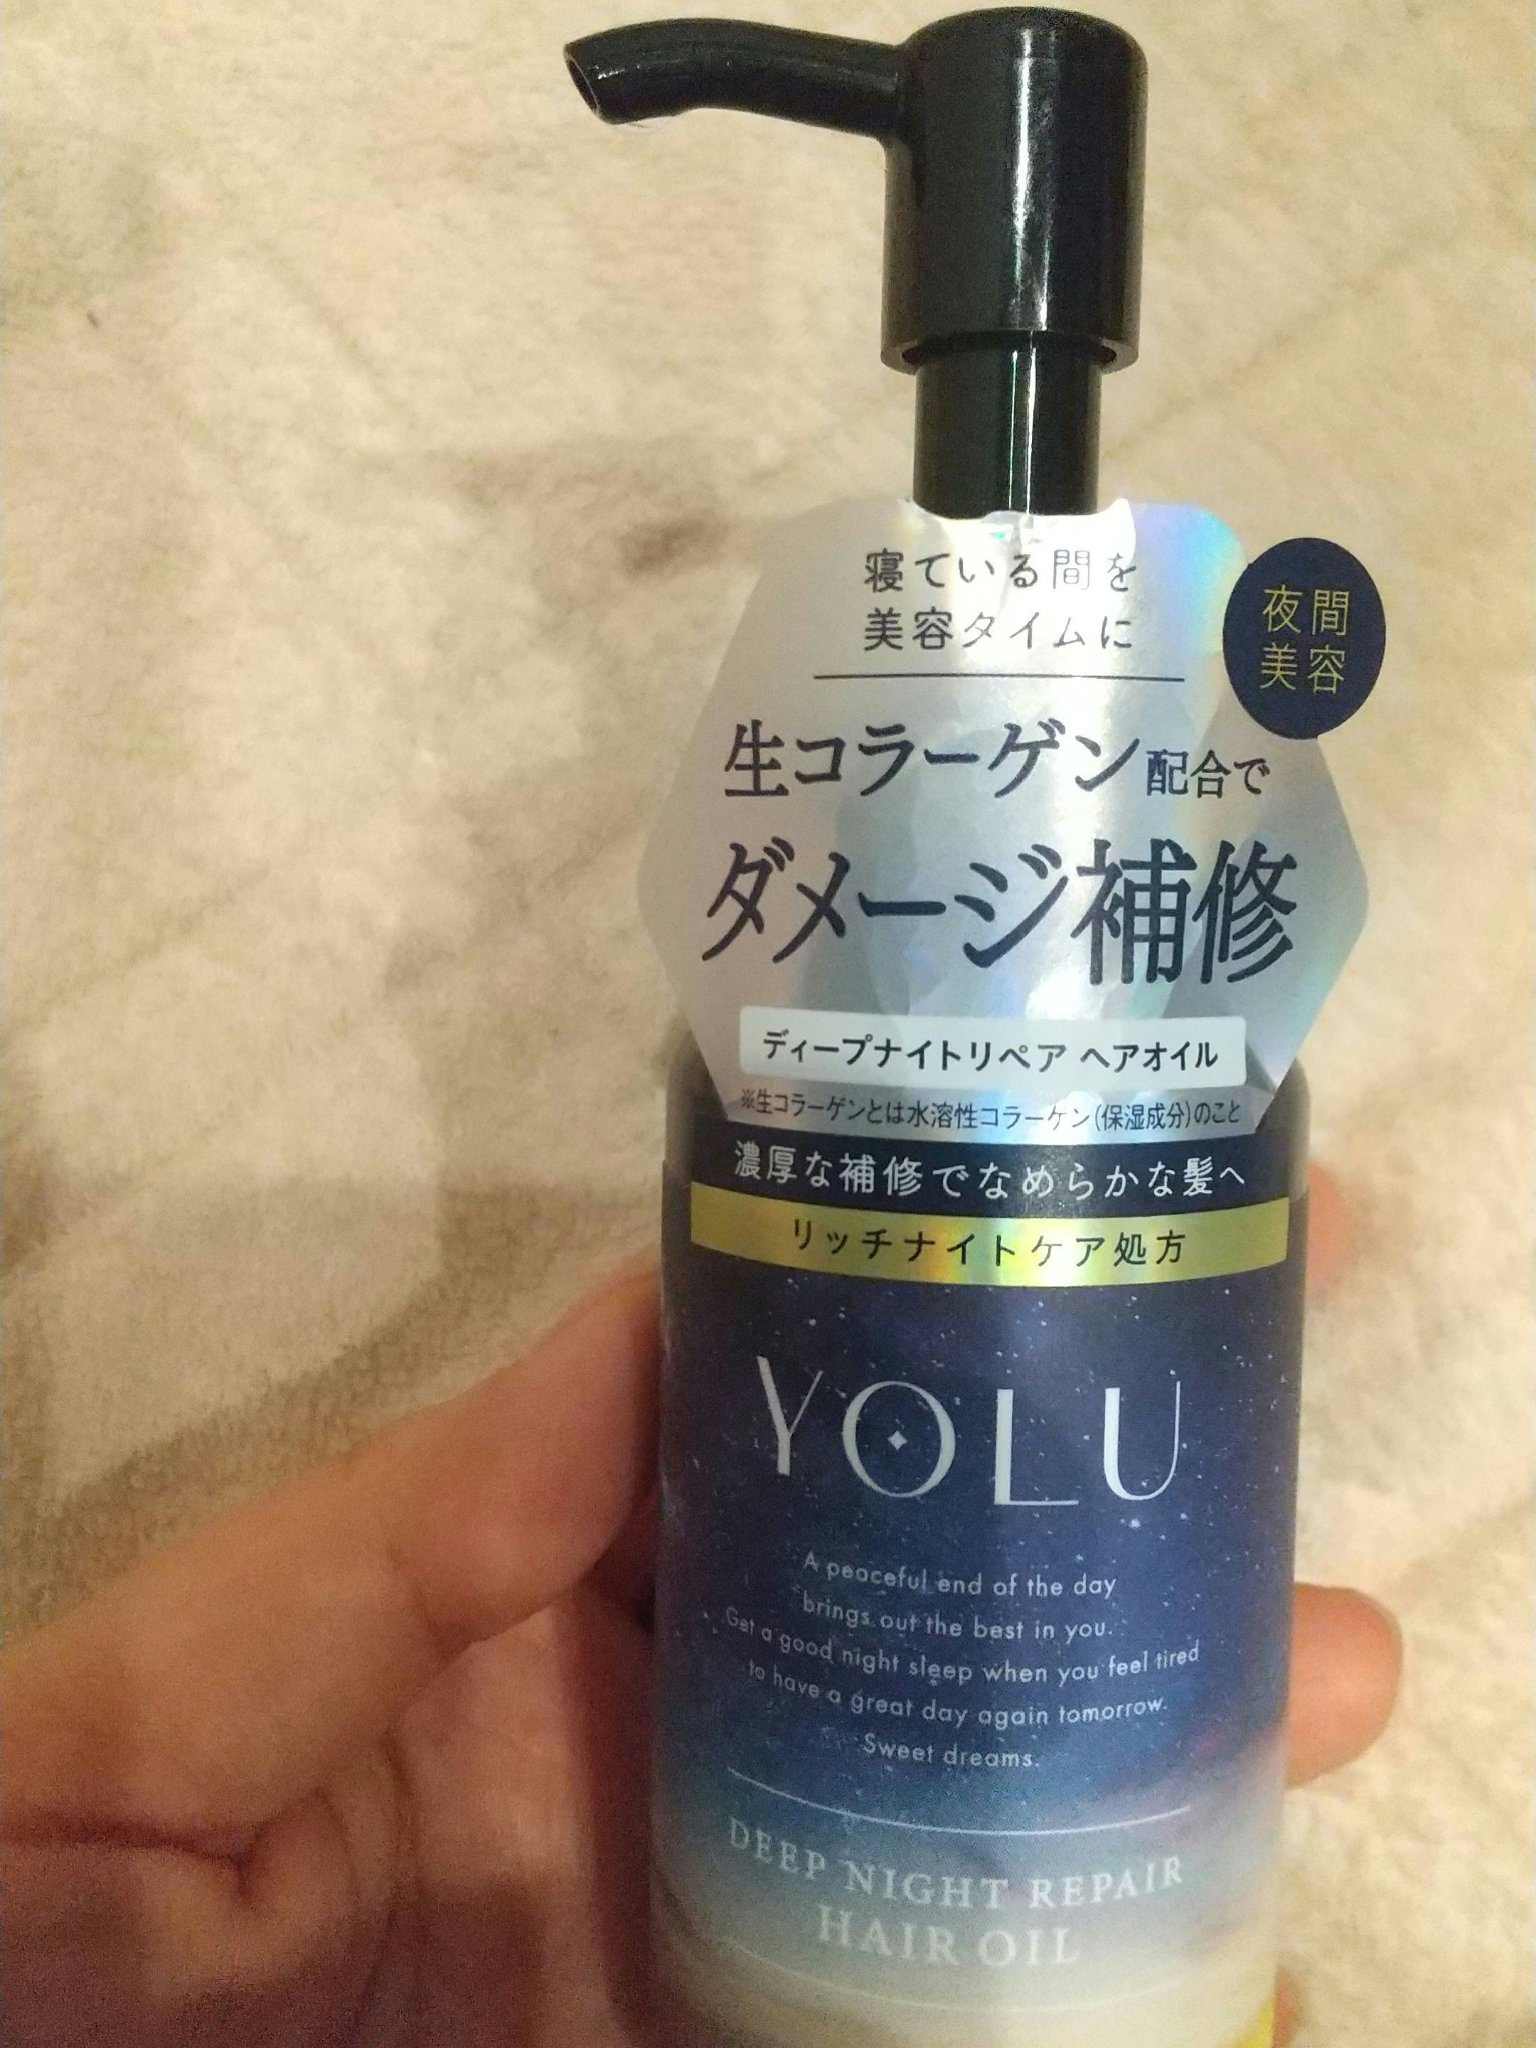 寝ている間を
美容タイムに
夜間
美容
生コラーゲン配合で
ダメージ補修
ディープナイトリペア ヘアオイル
※生コラーゲンとは水溶性コラーゲン(保湿成分)のこと
濃厚な補修でなめらかな髪へ
リッチナイトケア処方
YOLU
A peaceful end of the day
brings out the best in you.
Get a good night sleep when you feel tired
to have a great day again tomorrow.
Sweet dreams.
DEEP NIGHT REPAIR
HAIR OIL